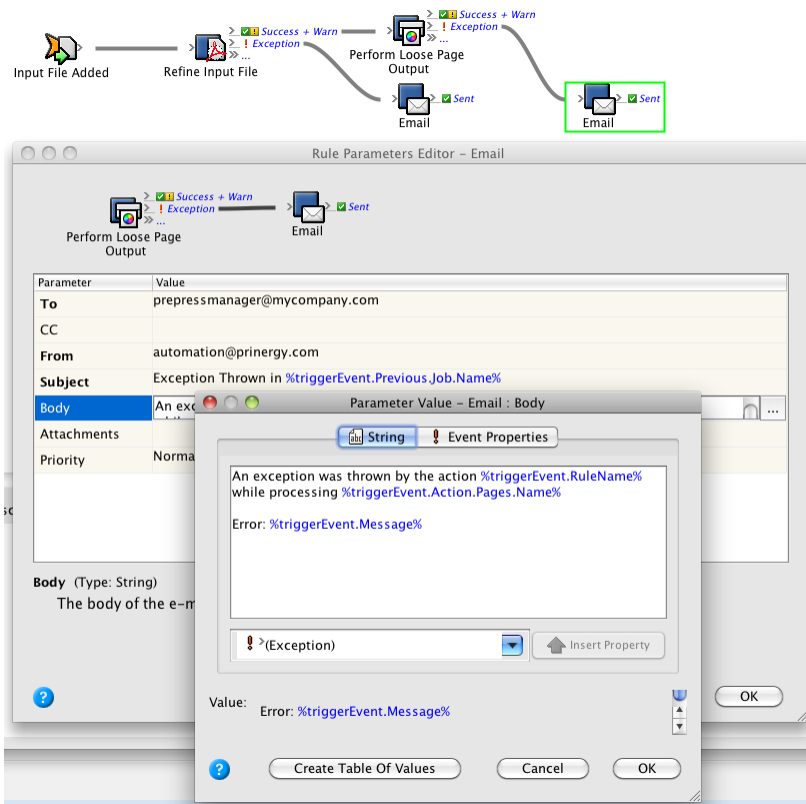 Success + Warn
Exception
...
Success + Warn
Exception
...
Input File Added
Refine Input File
Perform Loose Page
Output
Sent
Email
Sent
Email
Rule Parameters Editor – Email
Success + Warn
Exception
...
Sent
Perform Loose Page
Output
Email
Parameter Value
To prepressmanager@mycompany.com
CC
From automation@prinergy.com
Subject Exception Thrown in %triggerEvent.Previous.Job.Name%
Body An exc ...
Attachments
Priority Norma
Parameter Value – Email : Body
abc String Event Properties
An exception was thrown by the action %triggerEvent.RuleName%
while processing %triggerEvent.Action.Pages.Name%
Error: %triggerEvent.Message%
Body (Type: String)
The body of the e-m
(Exception) Insert Property
Value: Error: %triggerEvent.Message%
? OK
? Create Table Of Values Cancel OK